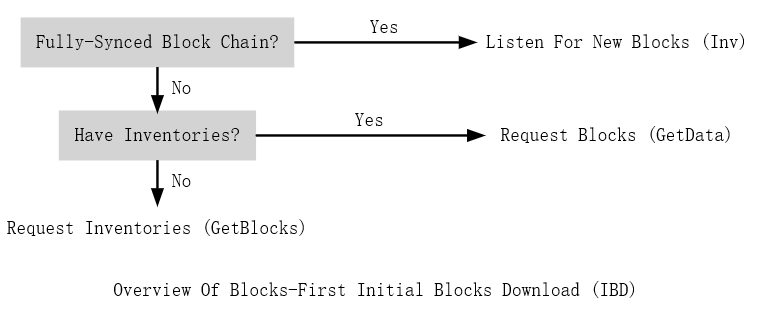 Fully-Synced Block Chain?
Yes
Listen For New Blocks (Inv)
No
Have Inventories?
Yes
Request Blocks (GetData)
No
Request Inventories (GetBlocks)
Overview Of Blocks-First Initial Blocks Download (IBD)